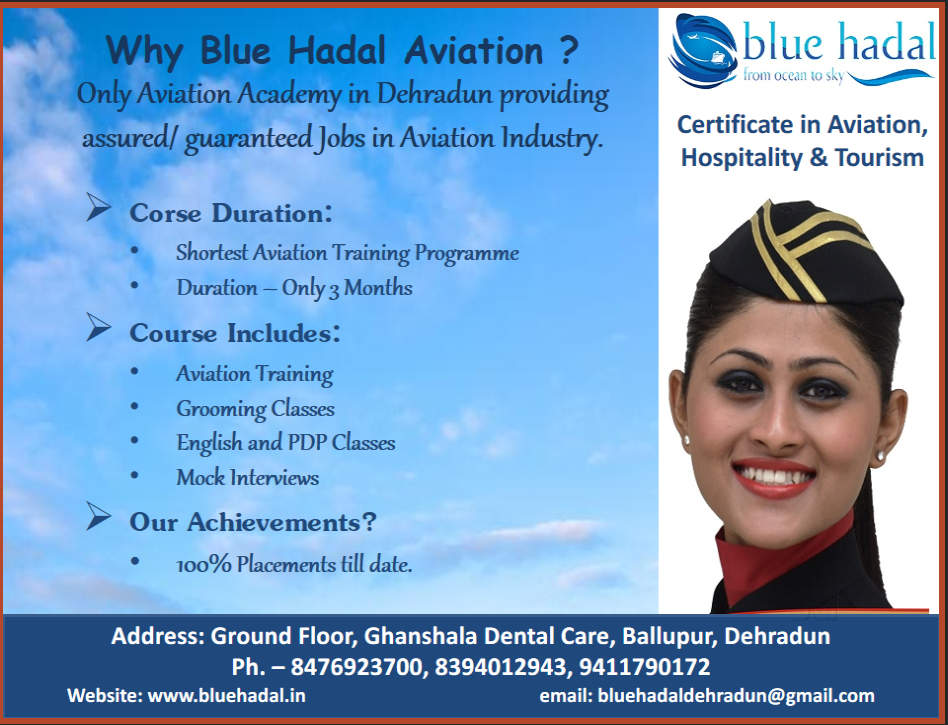 Why Blue Hadal Aviation ?
Only Aviation Academy in Dehradun providing
assured/ guaranteed Jobs in Aviation Industry.
Corse Duration:
• Shortest Aviation Training Programme
• Duration – Only 3 Months
Course Includes:
• Aviation Training
• Grooming Classes
• English and PDP Classes
• Mock Interviews
Our Achievements?
• 100% Placements till date.
blue hadal
from ocean to sky
Certificate in Aviation,
Hospitality & Tourism
Address: Ground Floor, Ghanshala Dental Care, Ballupur, Dehradun
Ph. – 8476923700, 8394012943, 9411790172
Website: www.bluehadal.in email: bluehadaldehradun@gmail.com